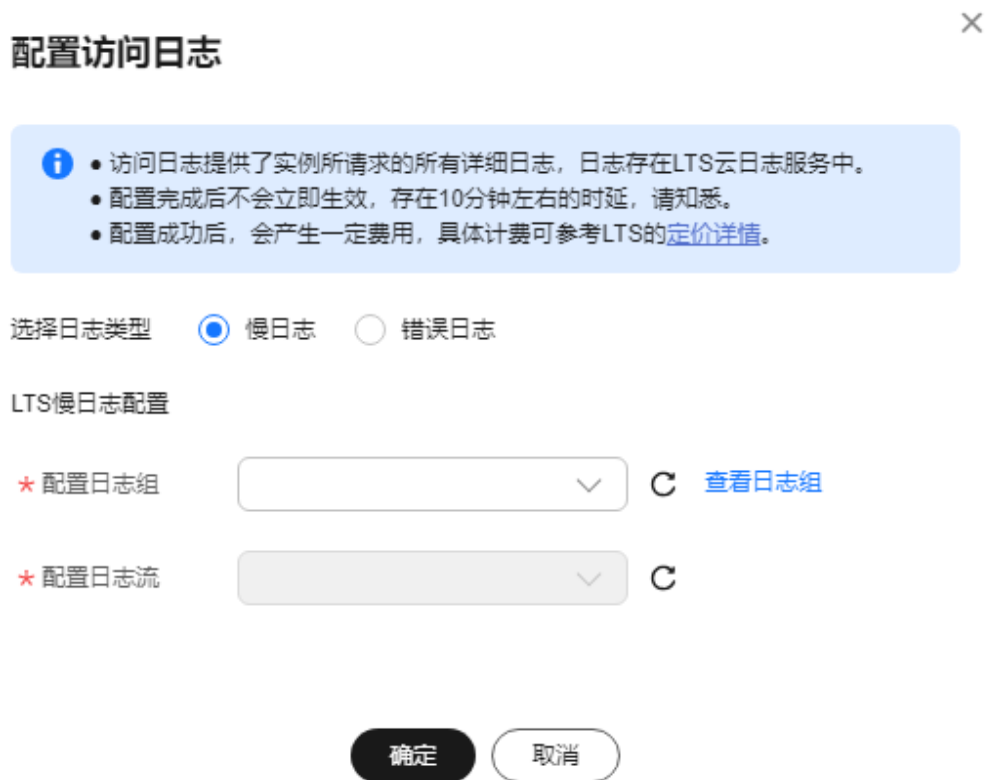 配置访问日志
● 访问日志提供了实例所请求的所有详细日志，日志存在LTS云日志服务中。
● 配置完成后不会立即生效，存在10分钟左右的时延，请知悉。
● 配置成功后，会产生一定费用，具体计费可参考LTS的定价详情。
选择日志类型 慢日志 错误日志
LTS慢日志配置
* 配置日志组 查看日志组
* 配置日志流
确定 取消